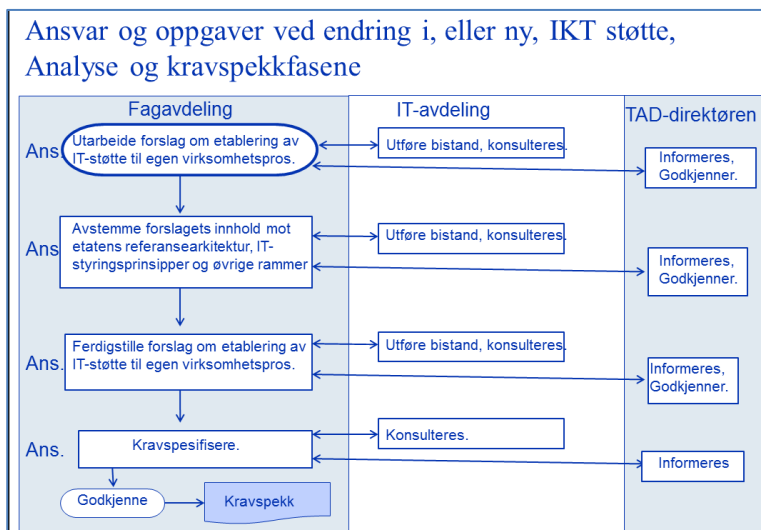 Ansvar og oppgaver ved endring i, eller ny, IKT støtte,
Analyse og kravspekkfasene
Fagavdeling
IT-avdeling
TAD-direktøren
Ans.
Utarbeide forslag om etablering av
IT-støtte til egen virksomhetspros.
Utføre bistand, konsulteres.
Informeres,
Godkjenner.
Ans
Avstemme forslagets innhold mot
etatens referansearkitektur, IT-
styringsprinsipper og øvrige rammer
Utføre bistand, konsulteres.
Informeres,
Godkjenner.
Ans.
Ferdigstille forslag om etablering av
IT-støtte til egen virksomhetspros.
Utføre bistand, konsulteres.
Informeres,
Godkjenner.
Ans.
Kravspesifisere.
Konsulteres.
Informeres
Godkjenne
Kravspekk